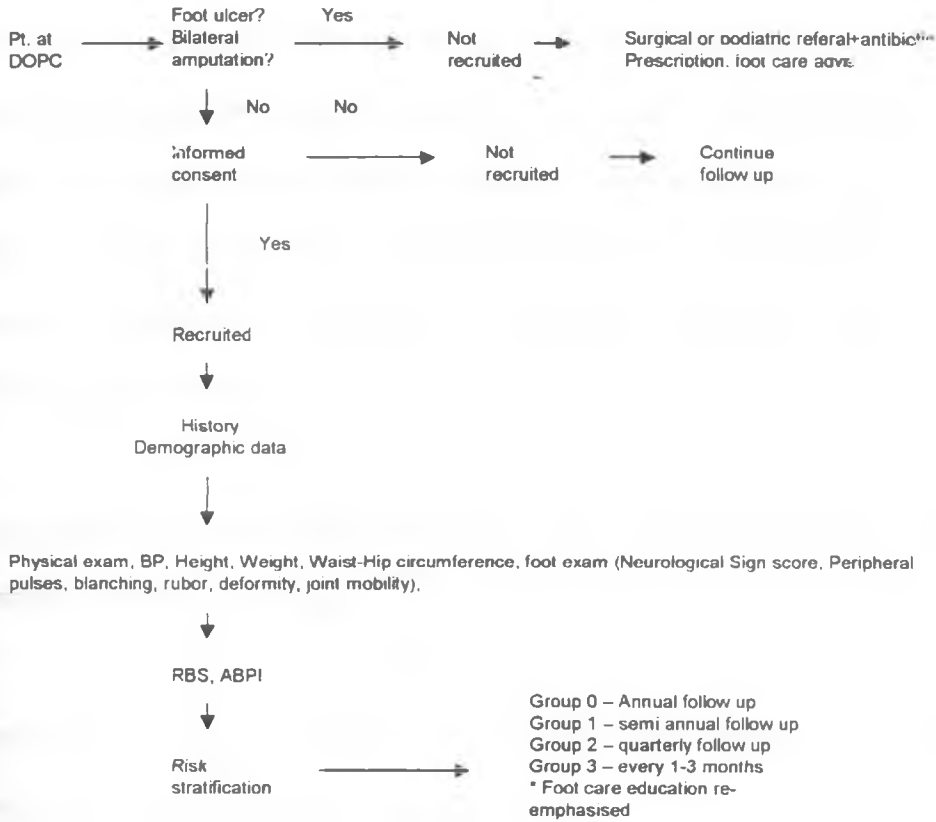 Foot ulcer? Yes
Pt. at Bilateral Not Surgical or podiatric referal+antibiotic
DOPC amputation? recruited Prescription, foot care
No No
Informed Not Continue
consent recruited follow up
Yes
Recruited
History
Demographic data
Physical exam, BP, Height, Weight, Waist-Hip circumference, foot exam (Neurological Sign score, Peripheral
pulses, blanching, rubor, deformity, joint mobility),
RBS, ABPI
Risk
stratification
Group 0 – Annual follow up
Group 1 – semi annual follow up
Group 2 – quarterly follow up
Group 3 – every 1-3 months
* Foot care education re-
emphasised